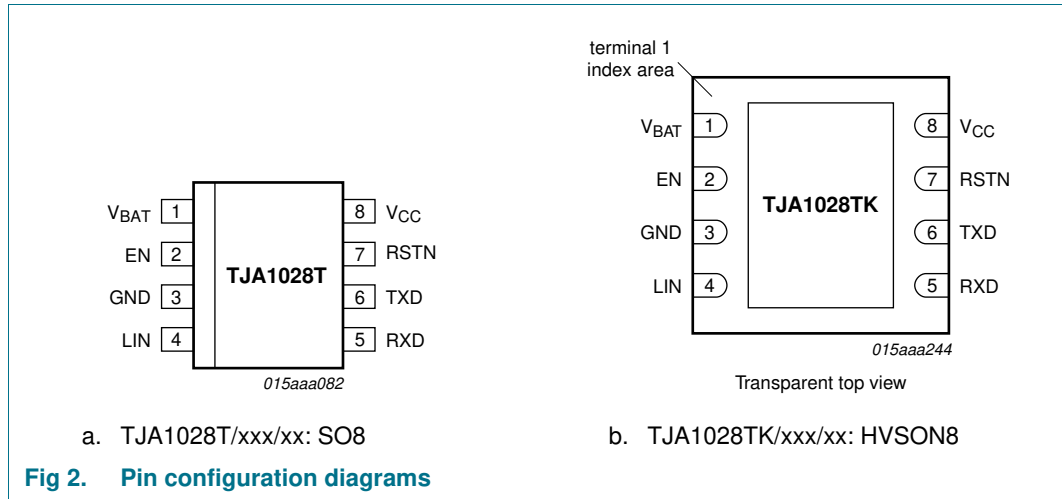 terminal 1
index area
VBAT 1
EN 2
GND 3
LIN 4
TJA1028T
8 VCC
7 RSTN
6 TXD
5 RXD
015aaa082
VBAT 1
EN 2
GND 3
LIN 4
TJA1028TK
8 VCC
7 RSTN
6 TXD
5 RXD
015aaa244
Transparent top view
a. TJA1028T/xxx/xx: SO8
b. TJA1028TK/xxx/xx: HVSON8
Fig 2. Pin configuration diagrams